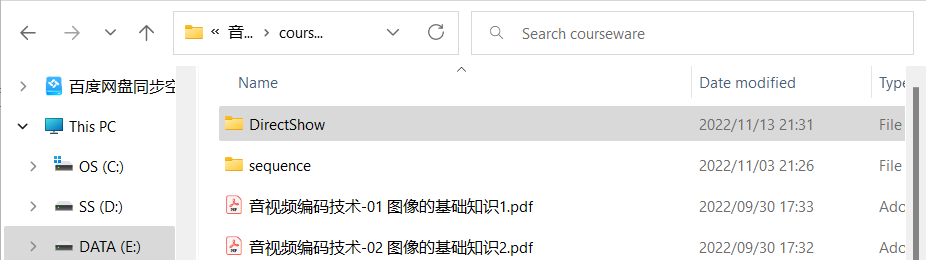 « 音... › cours...
Search courseware
百度网盘同步空
This PC
OS (C:)
SS (D:)
DATA (E:)
Name Date modified Type
DirectShow 2022/11/13 21:31 File
sequence 2022/11/03 21:26 File
音视频编码技术-01 图像的基础知识1.pdf 2022/09/30 17:33 Ado
音视频编码技术-02 图像的基础知识2.pdf 2022/09/30 17:32 Ado